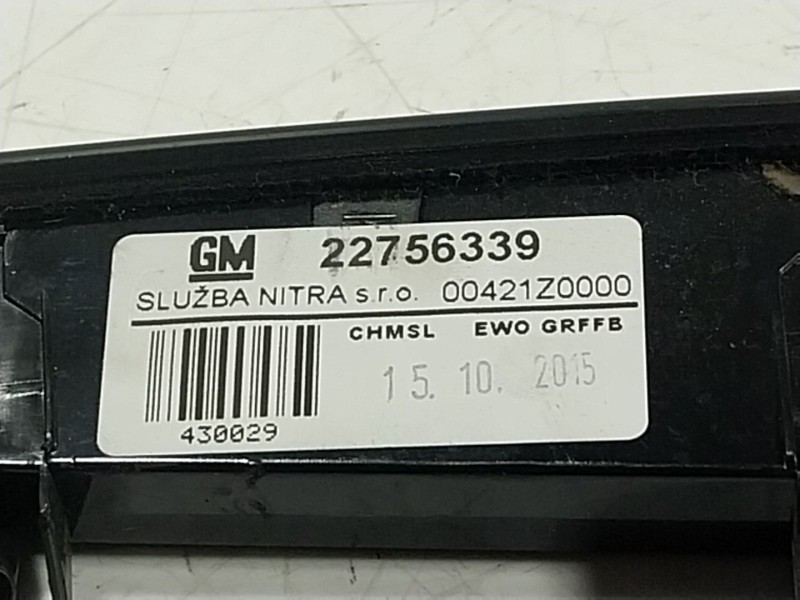 GM 22756339
SLUŽBA NITRA s.r.o. 00421Z0000
CHMSL EWO GRFFB
15. 10. 2015
430029